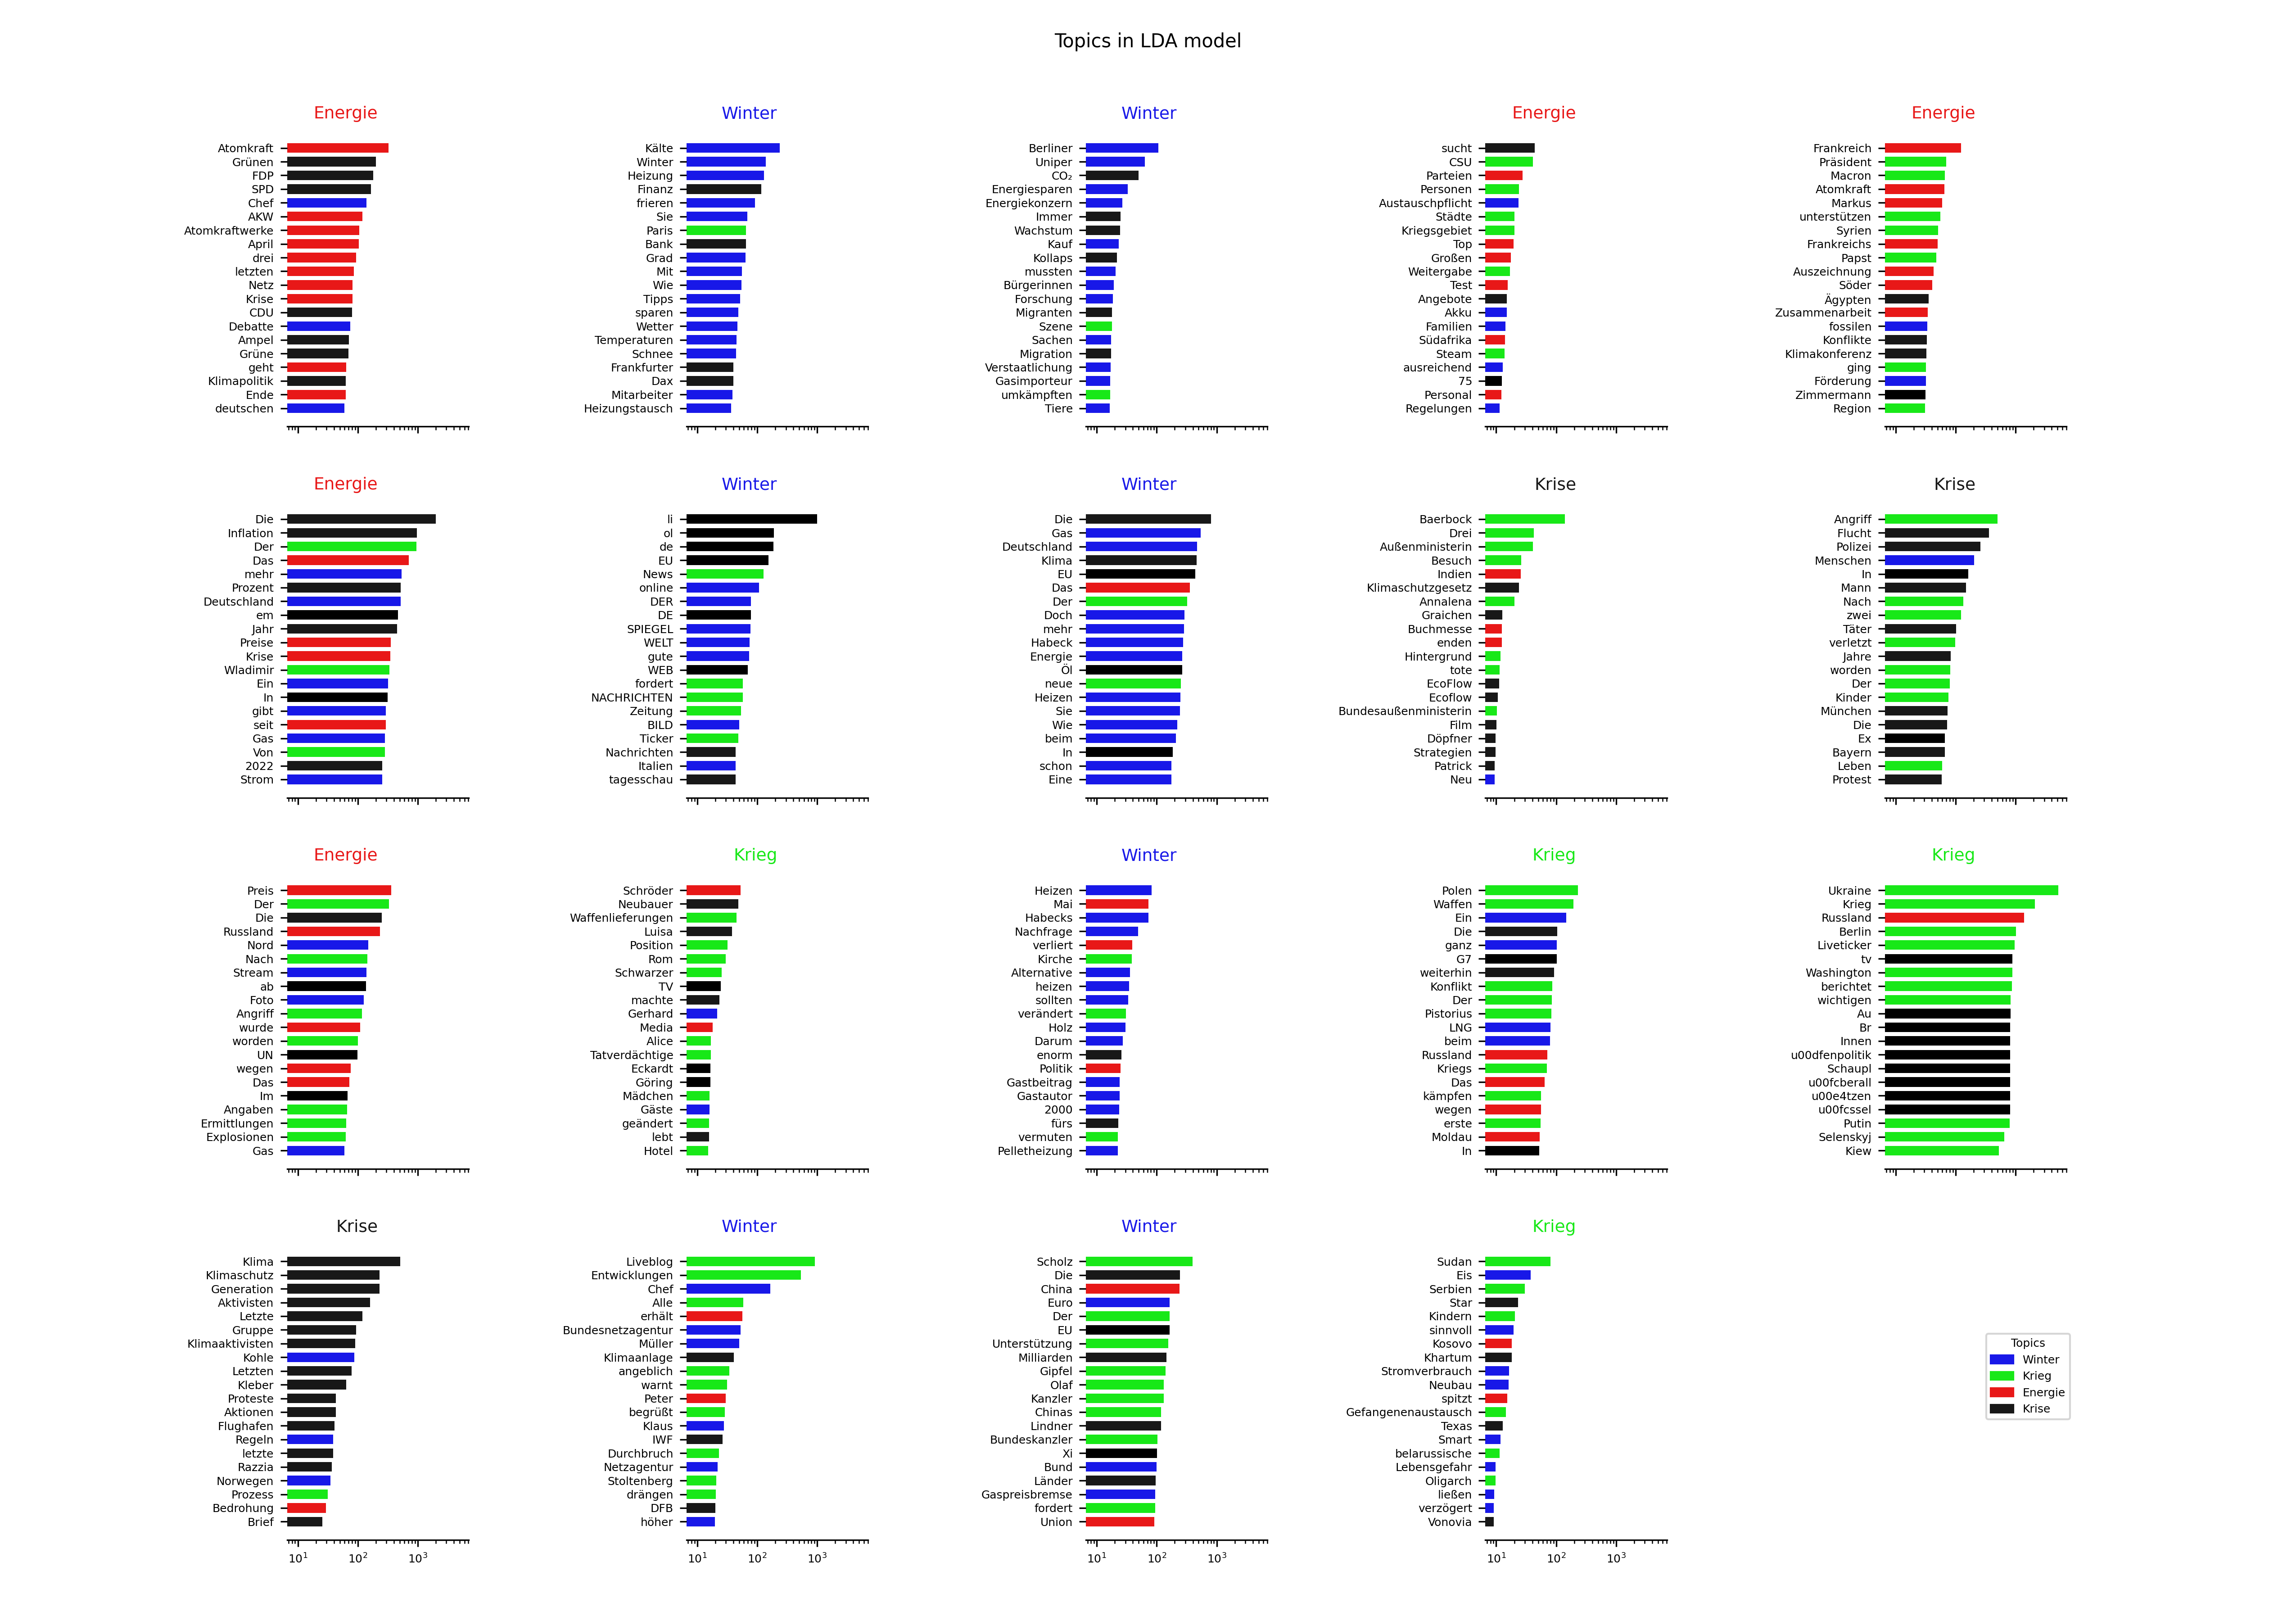 Topics in LDA model
Energie
Atomkraft
Grünen
FDP
SPD
Chef
AKW
Atomkraftwerke
April
drei
letzten
Netz
Krise
CDU
Debatte
Ampel
Grüne
geht
Klimapolitik
Ende
deutschen
Winter
Kälte
Winter
Heizung
Finanz
frieren
Sie
Paris
Bank
Grad
Mit
Wie
Tipps
sparen
Wetter
Temperaturen
Schnee
Frankfurter
Dax
Mitarbeiter
Heizungstausch
Winter
Berliner
Uniper
CO₂
Energiesparen
Energiekonzern
Immer
Wachstum
Kauf
Kollaps
mussten
Bürgerinnen
Forschung
Migranten
Szene
Sachen
Migration
Verstaatlichung
Gasimporteur
umkämpften
Tiere
Energie
sucht
CSU
Parteien
Personen
Austauschpflicht
Städte
Kriegsgebiet
Top
Großen
Weitergabe
Test
Angebote
Akku
Familien
Südafrika
Steam
ausreichend
75
Personal
Regelungen
Energie
Frankreich
Präsident
Macron
Atomkraft
Markus
unterstützen
Syrien
Frankreichs
Papst
Auszeichnung
Söder
Ägypten
Zusammenarbeit
fossilen
Konflikte
Klimakonferenz
ging
Förderung
Zimmermann
Region
Energie
Die
Inflation
Der
Das
mehr
Prozent
Deutschland
em
Jahr
Preise
Krise
Wladimir
Ein
In
gibt
seit
Gas
Von
2022
Strom
Winter
li
ol
de
EU
News
online
DER
DE
SPIEGEL
WELT
gute
WEB
fordert
NACHRICHTEN
Zeitung
BILD
Ticker
Nachrichten
Italien
tagesschau
Winter
Die
Gas
Deutschland
Klima
EU
Das
Der
Doch
mehr
Habeck
Energie
Öl
neue
Heizen
Sie
Wie
beim
In
schon
Eine
Krise
Baerbock
Drei
Außenministerin
Besuch
Indien
Klimaschutzgesetz
Annalena
Graichen
Buchmesse
enden
Hintergrund
tote
EcoFlow
Ecoflow
Bundesaußenministerin
Film
Döpfner
Strategien
Patrick
Neu
Krise
Angriff
Flucht
Polizei
Menschen
In
Mann
Nach
zwei
Täter
verletzt
Jahre
worden
Der
Kinder
München
Die
Ex
Bayern
Leben
Protest
Energie
Preis
Der
Die
Russland
Nord
Nach
Stream
ab
Foto
Angriff
wurde
worden
UN
wegen
Das
Im
Angaben
Ermittlungen
Explosionen
Gas
Krieg
Schröder
Neubauer
Waffenlieferungen
Luisa
Position
Rom
Schwarzer
TV
machte
Gerhard
Media
Alice
Tatverdächtige
Eckardt
Göring
Mädchen
Gäste
geändert
lebt
Hotel
Winter
Heizen
Mai
Habecks
Nachfrage
verliert
Kirche
Alternative
heizen
sollten
verändert
Holz
Darum
enorm
Politik
Gastbeitrag
Gastautor
2000
fürs
vermuten
Pelletheizung
Krieg
Polen
Waffen
Ein
Die
ganz
G7
weiterhin
Konflikt
Der
Pistorius
LNG
beim
Russland
Kriegs
Das
kämpfen
wegen
erste
Moldau
In
Krieg
Ukraine
Krieg
Russland
Berlin
Liveticker
tv
Washington
berichtet
wichtigen
Au
Br
Innen
u00dfenpolitik
Schaupl
u00fcberall
u00e4tzen
u00fcssel
Putin
Selenskyj
Kiew
Krise
Klima
Klimaschutz
Generation
Aktivisten
Letzte
Gruppe
Klimaaktivisten
Kohle
Letzten
Kleber
Proteste
Aktionen
Flughafen
Regeln
letzte
Razzia
Norwegen
Prozess
Bedrohung
Brief
10¹ 10² 10³
Winter
Liveblog
Entwicklungen
Chef
Alle
erhält
Bundesnetzagentur
Müller
Klimaanlage
angeblich
warnt
Peter
begrüßt
Klaus
IWF
Durchbruch
Netzagentur
Stoltenberg
drängen
DFB
höher
10¹ 10² 10³
Winter
Scholz
Die
China
Euro
Der
EU
Unterstützung
Milliarden
Gipfel
Olaf
Kanzler
Chinas
Lindner
Bundeskanzler
Xi
Bund
Länder
Gaspreisbremse
fordert
Union
10¹ 10² 10³
Krieg
Sudan
Eis
Serbien
Star
Kindern
sinnvoll
Kosovo
Khartum
Stromverbrauch
Neubau
spitzt
Gefangenenaustausch
Texas
Smart
belarussische
Lebensgefahr
Oligarch
ließen
verzögert
Vonovia
10¹ 10² 10³
Topics
Winter
Krieg
Energie
Krise